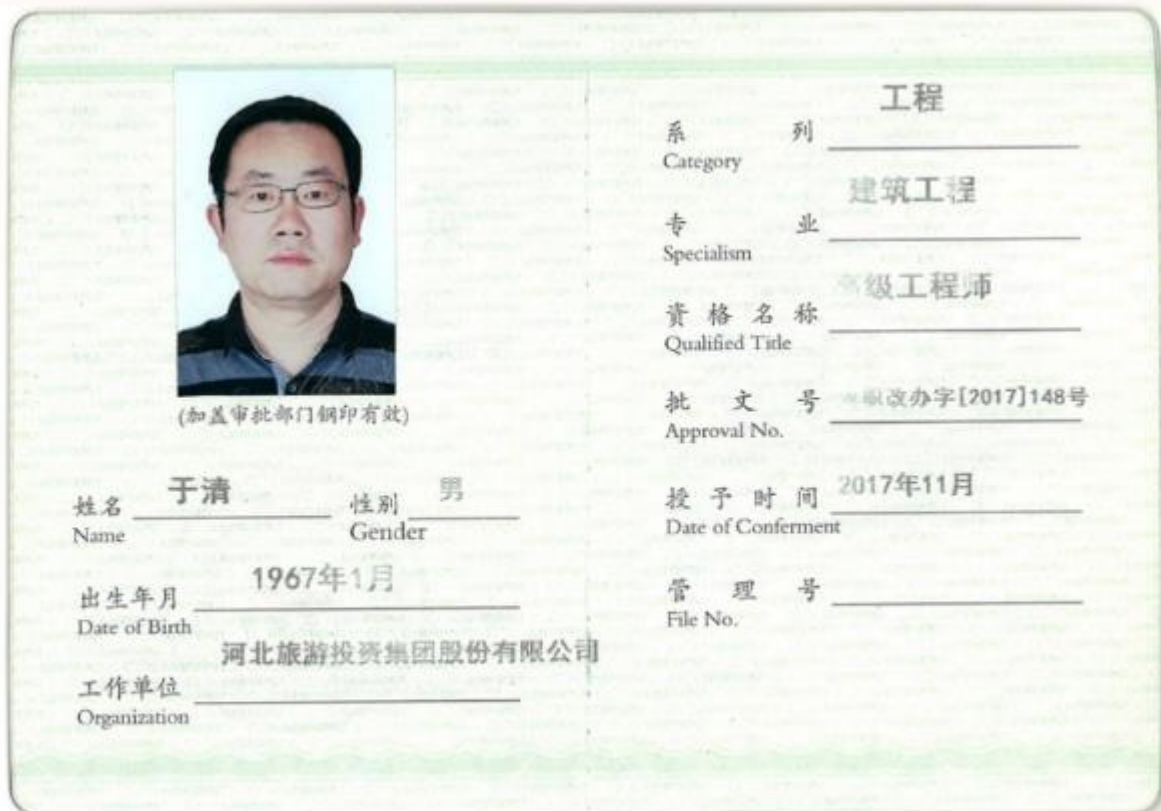 (加盖审批部门钢印有效)
姓名 于清 性别 男
Name Gender
出生年月 1967年1月
Date of Birth
河北旅游投资集团股份有限公司
工作单位
Organization
工程
系列
Category
建筑工程
专业
Specialism
高级工程师
资格名称
Qualified Title
批文号 职改办字[2017]148号
Approval No.
授予时间 2017年11月
Date of Conferment
管理号
File No.